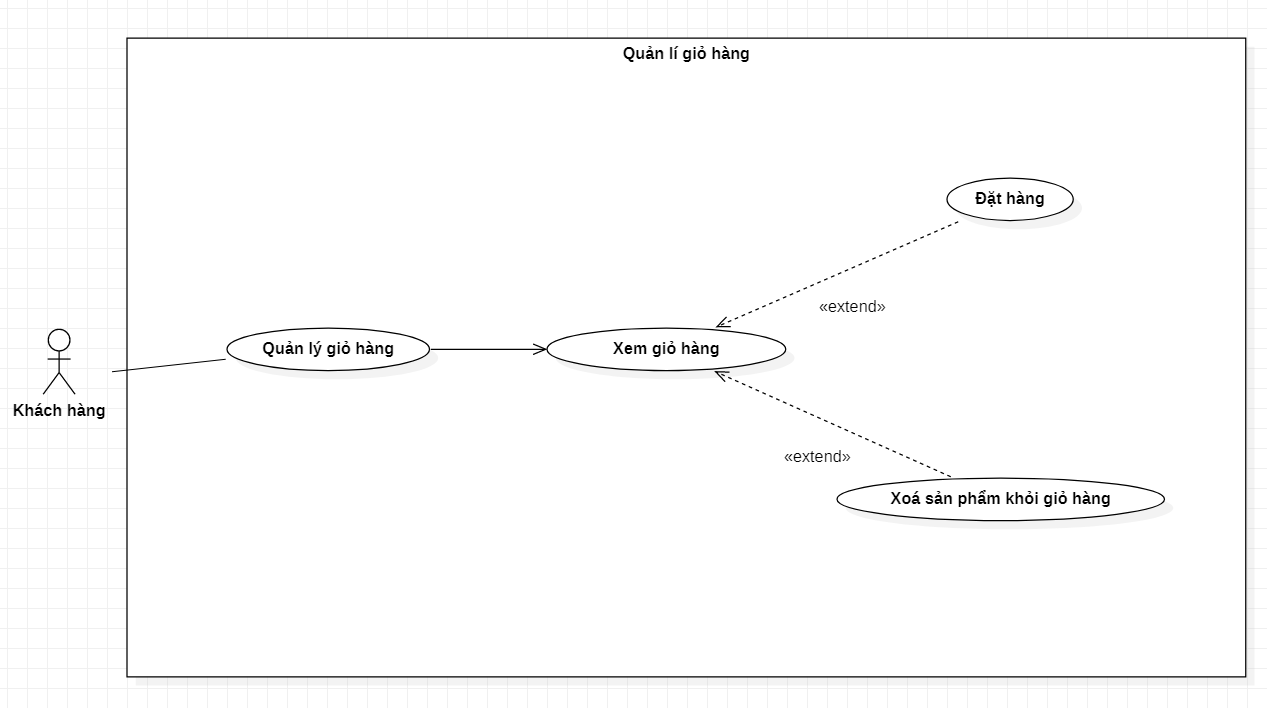 Quản lí giỏ hàng
Đặt hàng
«extend»
Quản lý giỏ hàng
Xem giỏ hàng
Khách hàng
«extend»
Xoá sản phẩm khỏi giỏ hàng